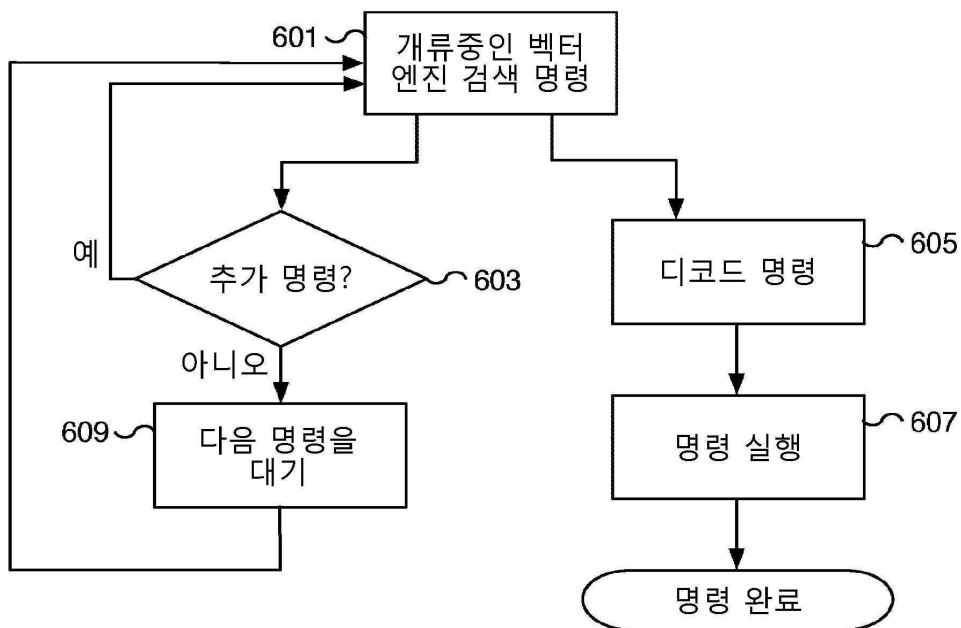 601
개류중인 벡터
엔진 검색 명령
예
추가 명령?
603
605
디코드 명령
아니오
609
다음 명령을
대기
607
명령 실행
명령 완료